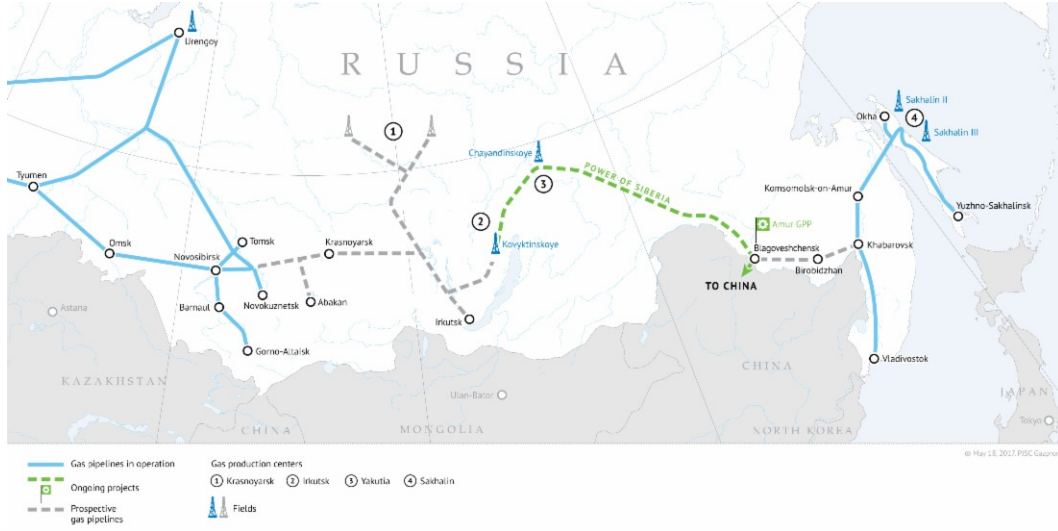 Urengoy
RUSSIA
1
Okha
Sakhalin II
4
Sakhalin III
Chayandinskoye
3
POWER OF SIBERIA
Tyumen
Komsomolsk-on-Amur
Yuzhno-Sakhalinsk
2
Kovyktinskoye
Amur GPP
Omsk
Tomsk
Krasnoyarsk
Novosibirsk
Blagoveshchensk
Khabarovsk
Birobidzhan
TO CHINA
Astana
Barnaul
Novokuznetsk
Abakan
Irkutsk
Gorno-Altaisk
Vladivostok
CHINA
KAZAKHSTAN
Ulan-Bator
JAPAN
Tokyo
CHINA
MONGOLIA
NORTH KOREA
© May 18, 2017, PJSC Gazprom
Gas pipelines in operation
Ongoing projects
Prospective
gas pipelines
Gas production centers
1 Krasnoyarsk 2 Irkutsk 3 Yakutia 4 Sakhalin
Fields